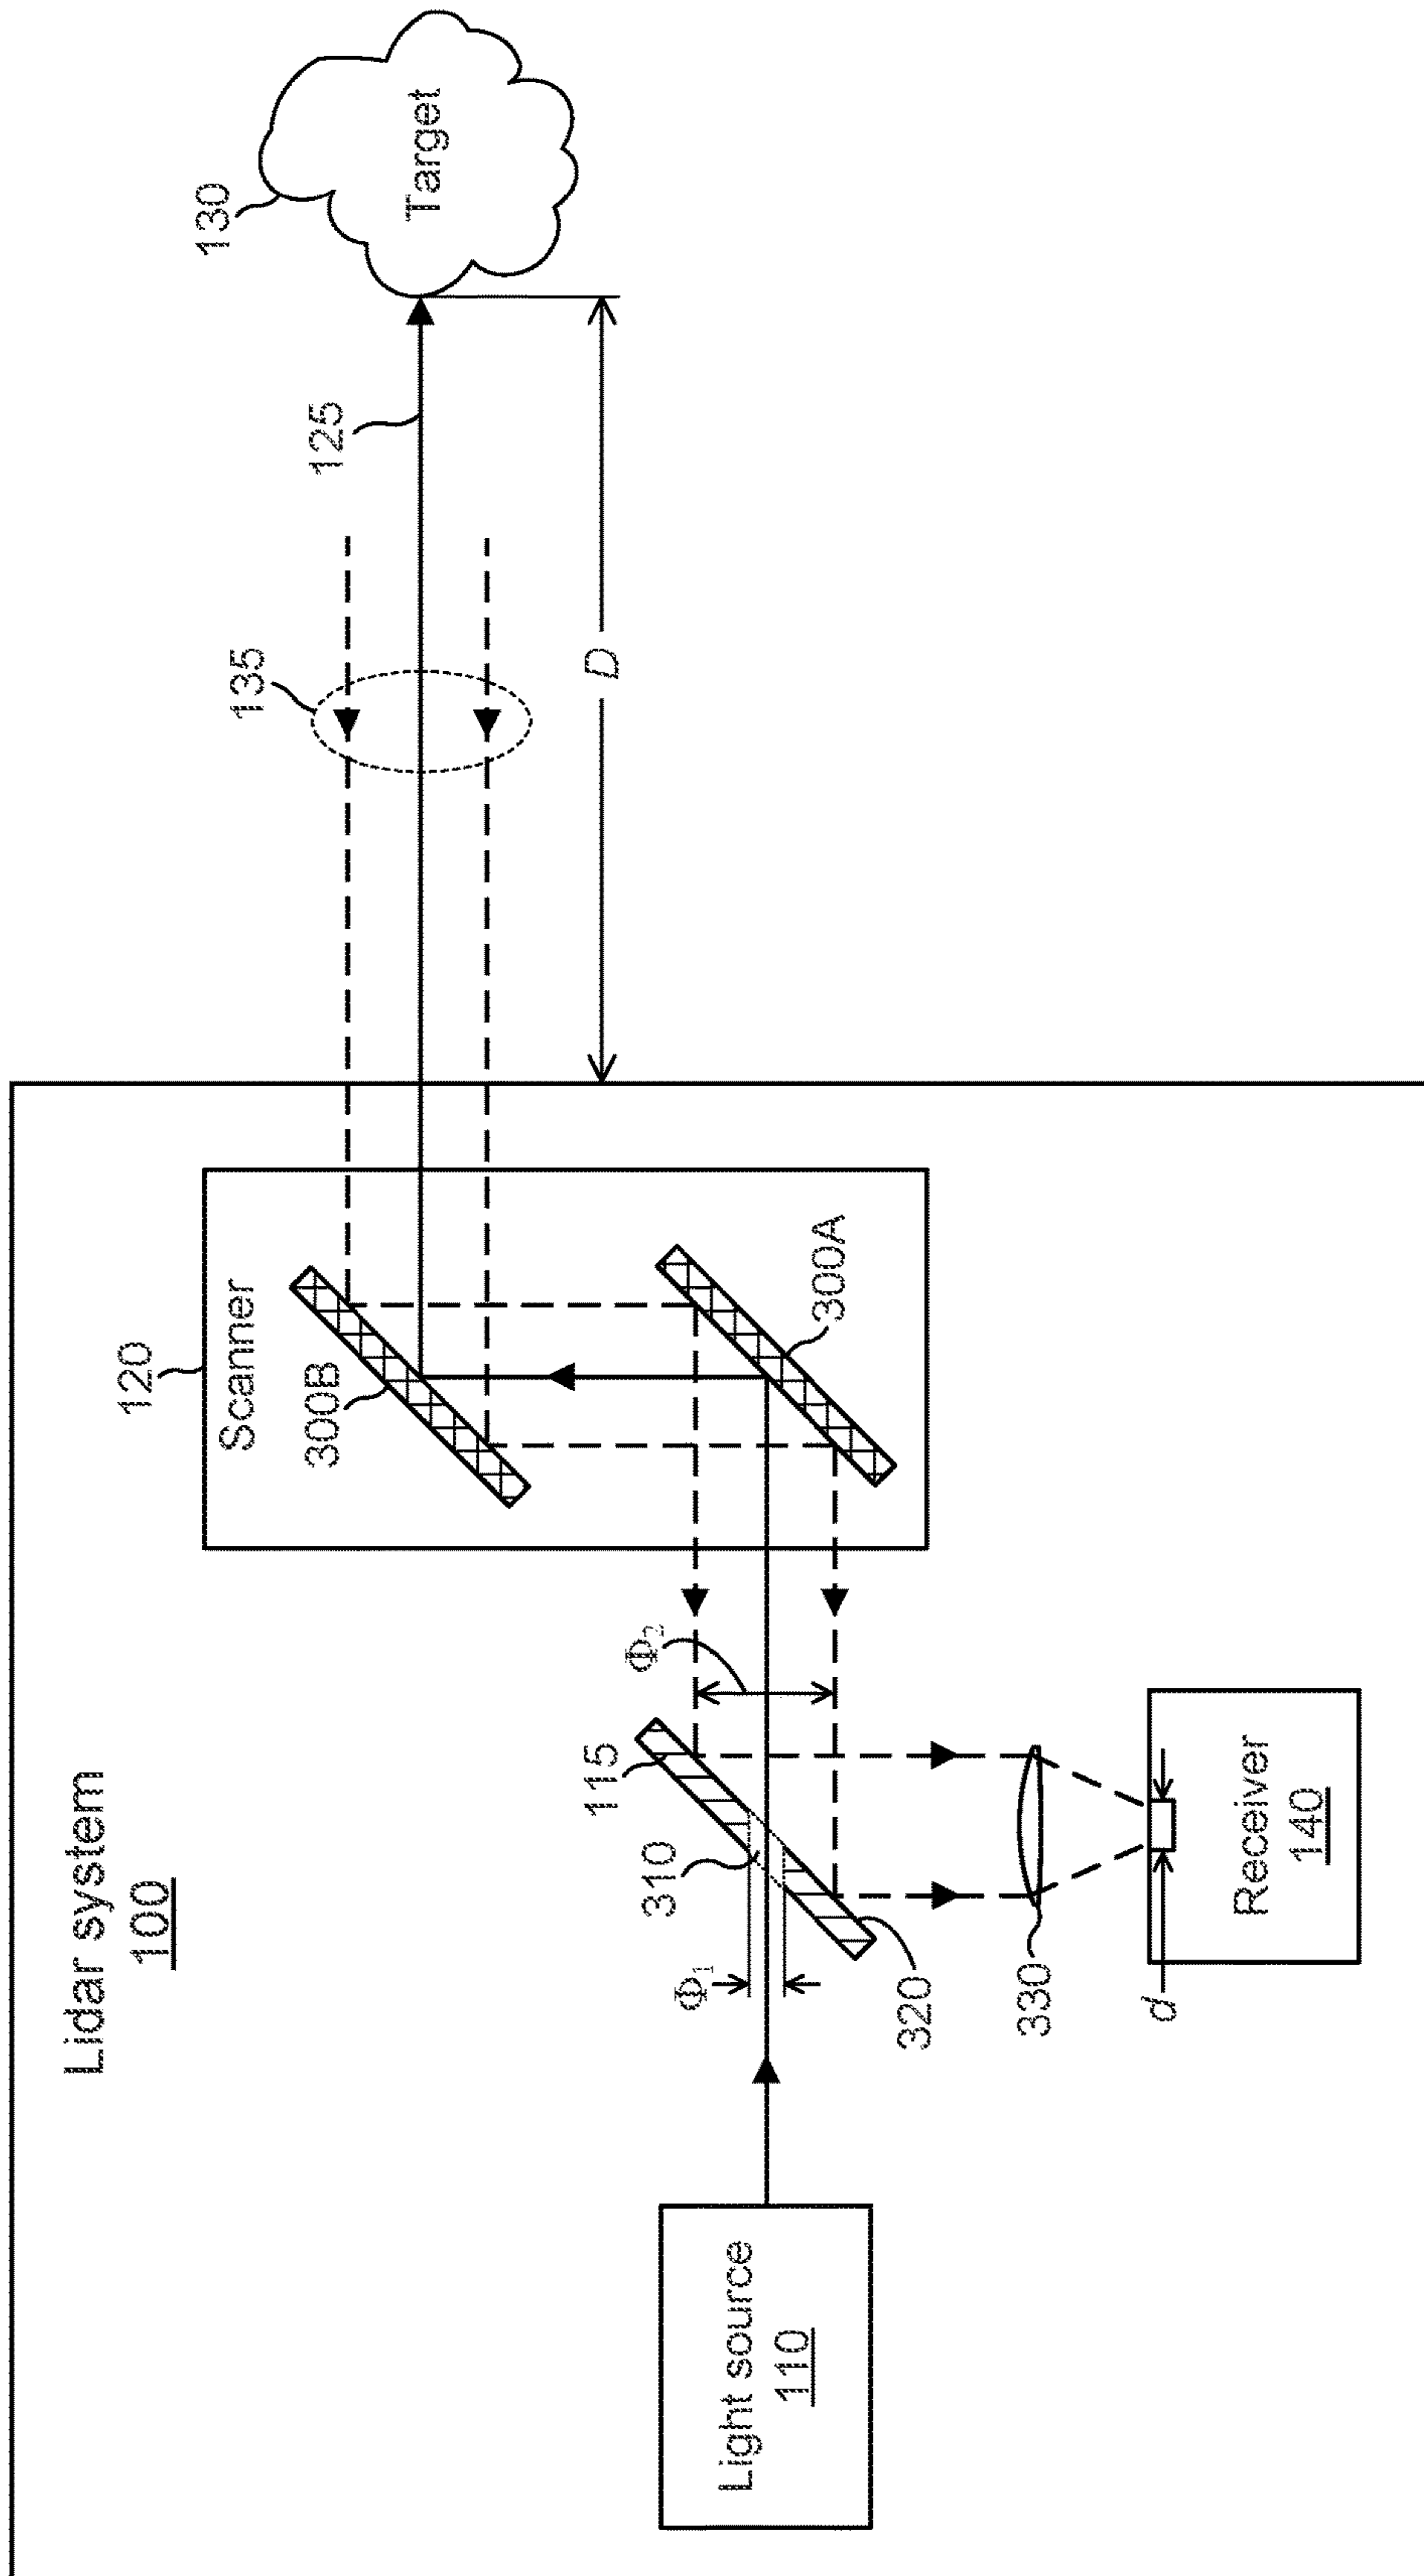 Lidar system
100
Light source
110
Φ₁
310
115
320
Φ₂
330
d
Receiver
140
120
Scanner
300B
300A
135
D
125
130
Target